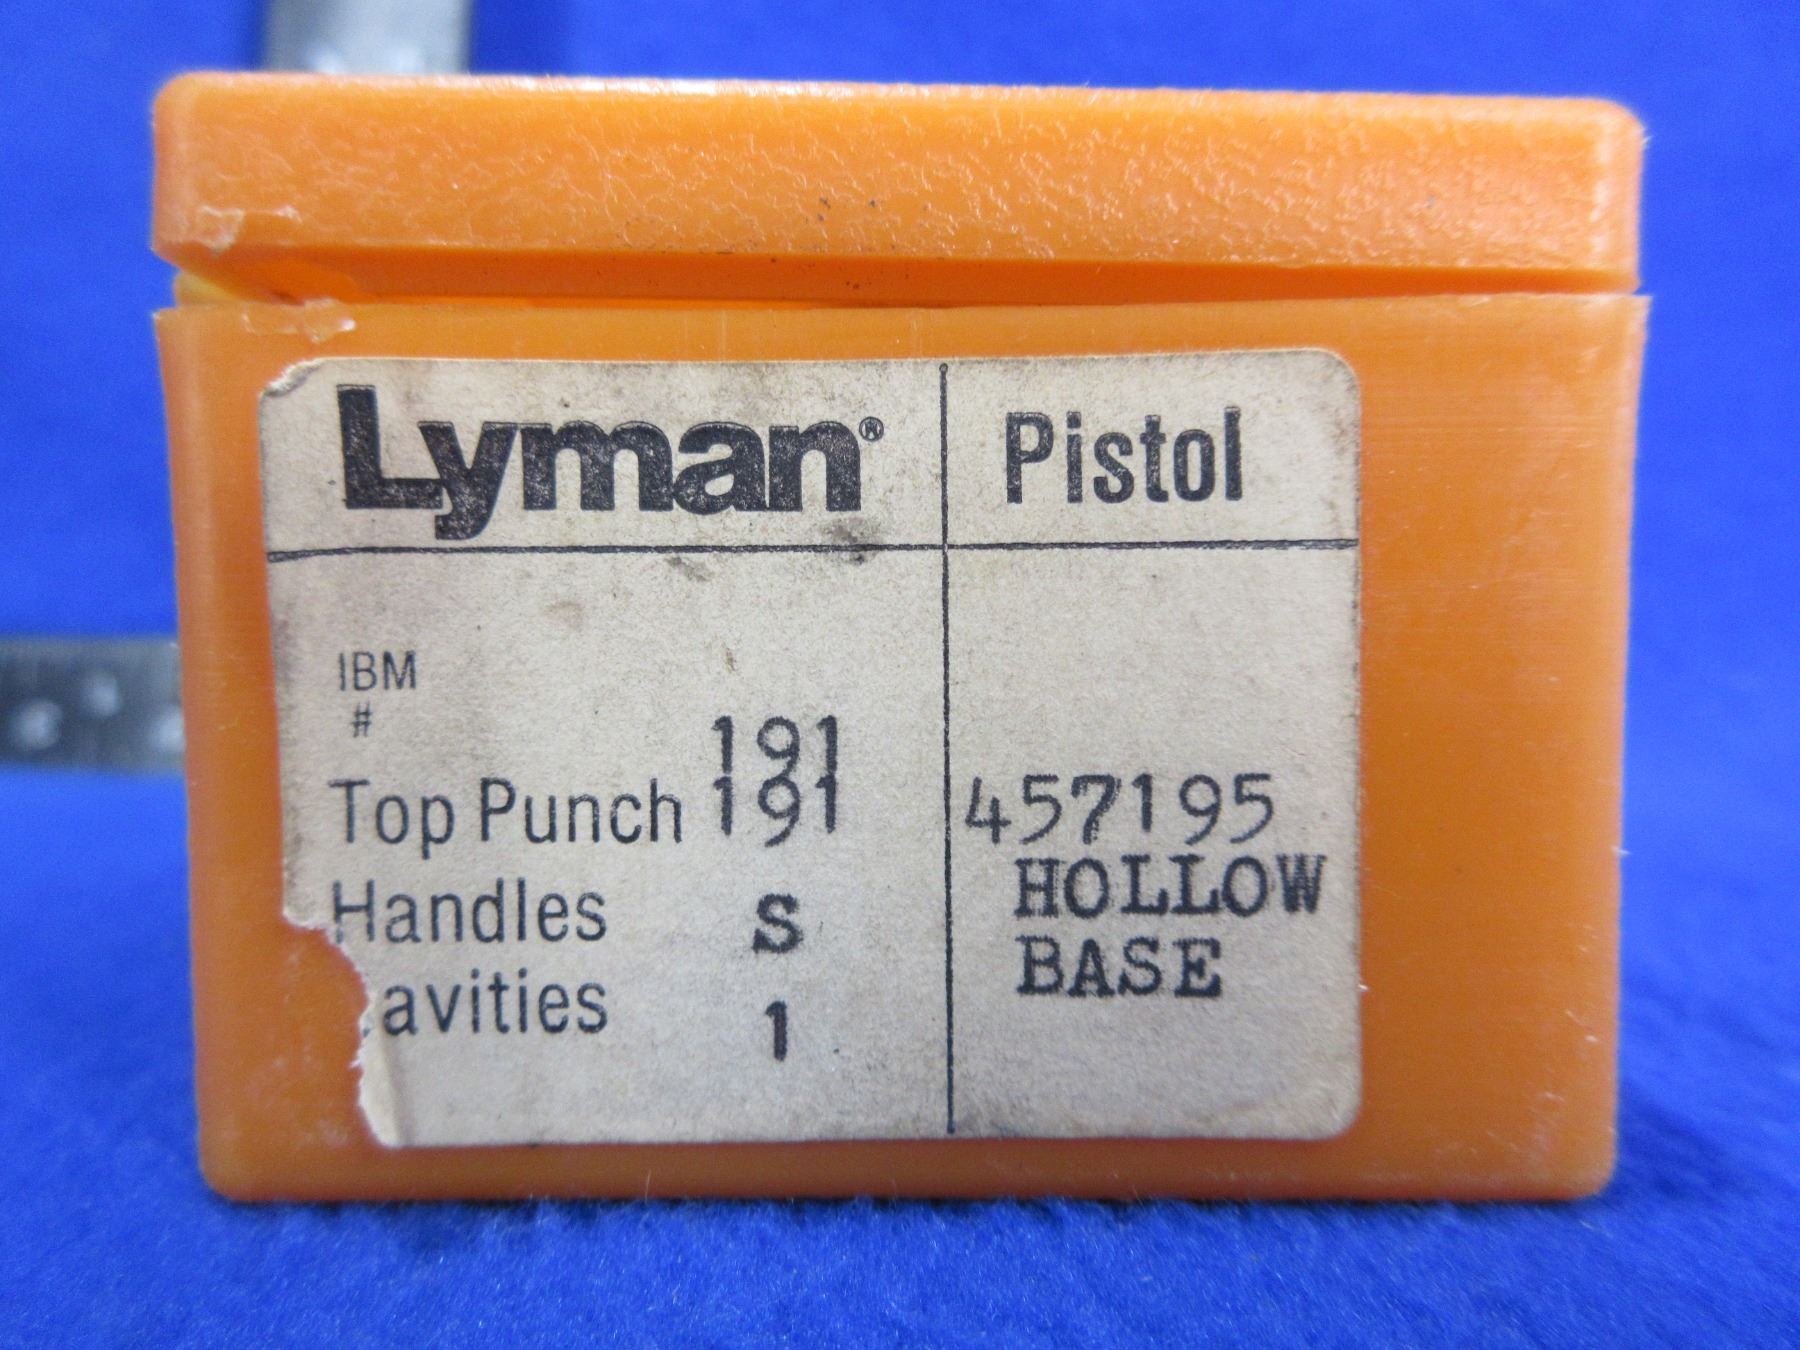 Lyman®
Pistol
IBM
#
191
Top Punch 191
457195
HOLLOW
BASE
Handles S
avities 1